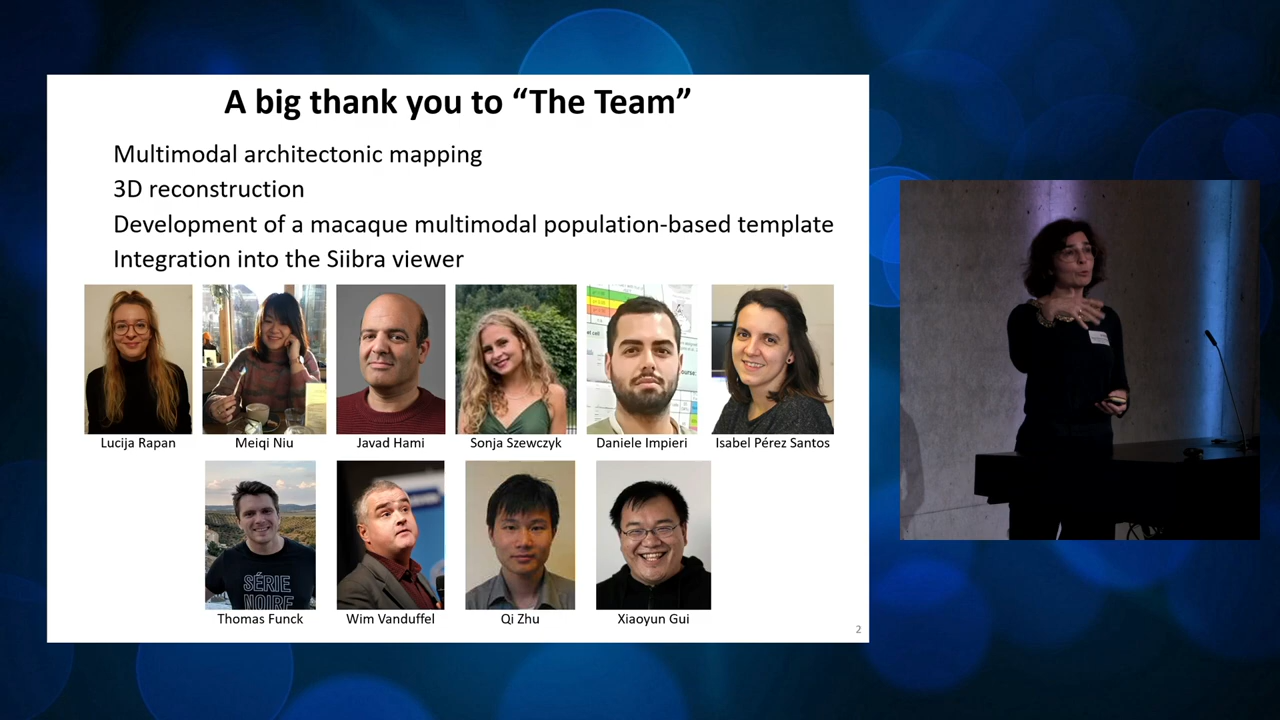 A big thank you to “The Team”
Multimodal architectonic mapping
3D reconstruction
Development of a macaque multimodal population-based template
Integration into the Siibra viewer
Lucija Rapan
Meiqi Niu
Javad Hami
Sonja Szewczyk
Daniele Impieri
Isabel Pérez Santos
SÉRIE
NOIRE
Thomas Funck
Wim Vanduffel
Qi Zhu
Xiaoyun Gui
2